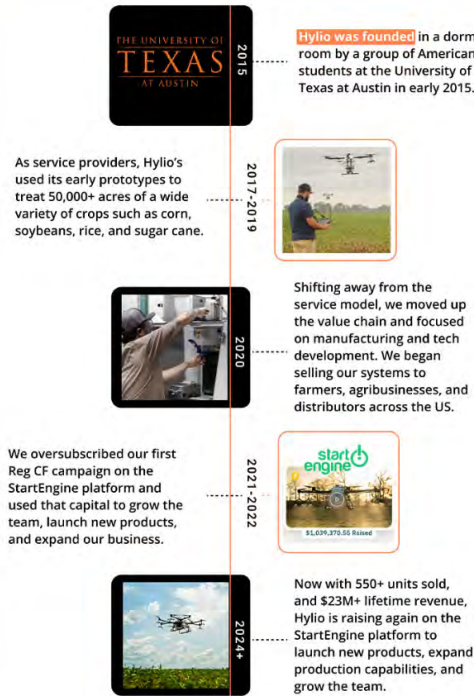 THE UNIVERSITY OF
TEXAS
AT AUSTIN
2015
Hylio was founded in a dorm
room by a group of American
students at the University of
Texas at Austin in early 2015.
As service providers, Hylio's
used its early prototypes to
treat 50,000+ acres of a wide
variety of crops such as corn,
soybeans, rice, and sugar cane.
2017-2019
2020
Shifting away from the
service model, we moved up
the value chain and focused
on manufacturing and tech
development. We began
selling our systems to
farmers, agribusinesses, and
distributors across the US.
We oversubscribed our first
Reg CF campaign on the
StartEngine platform and
used that capital to grow the
team, launch new products,
and expand our business.
2021-2022
start
engine
$1,039,370.55 Raised
2024+
Now with 550+ units sold,
and $23M+ lifetime revenue,
Hylio is raising again on the
StartEngine platform to
launch new products, expand
production capabilities, and
grow the team.